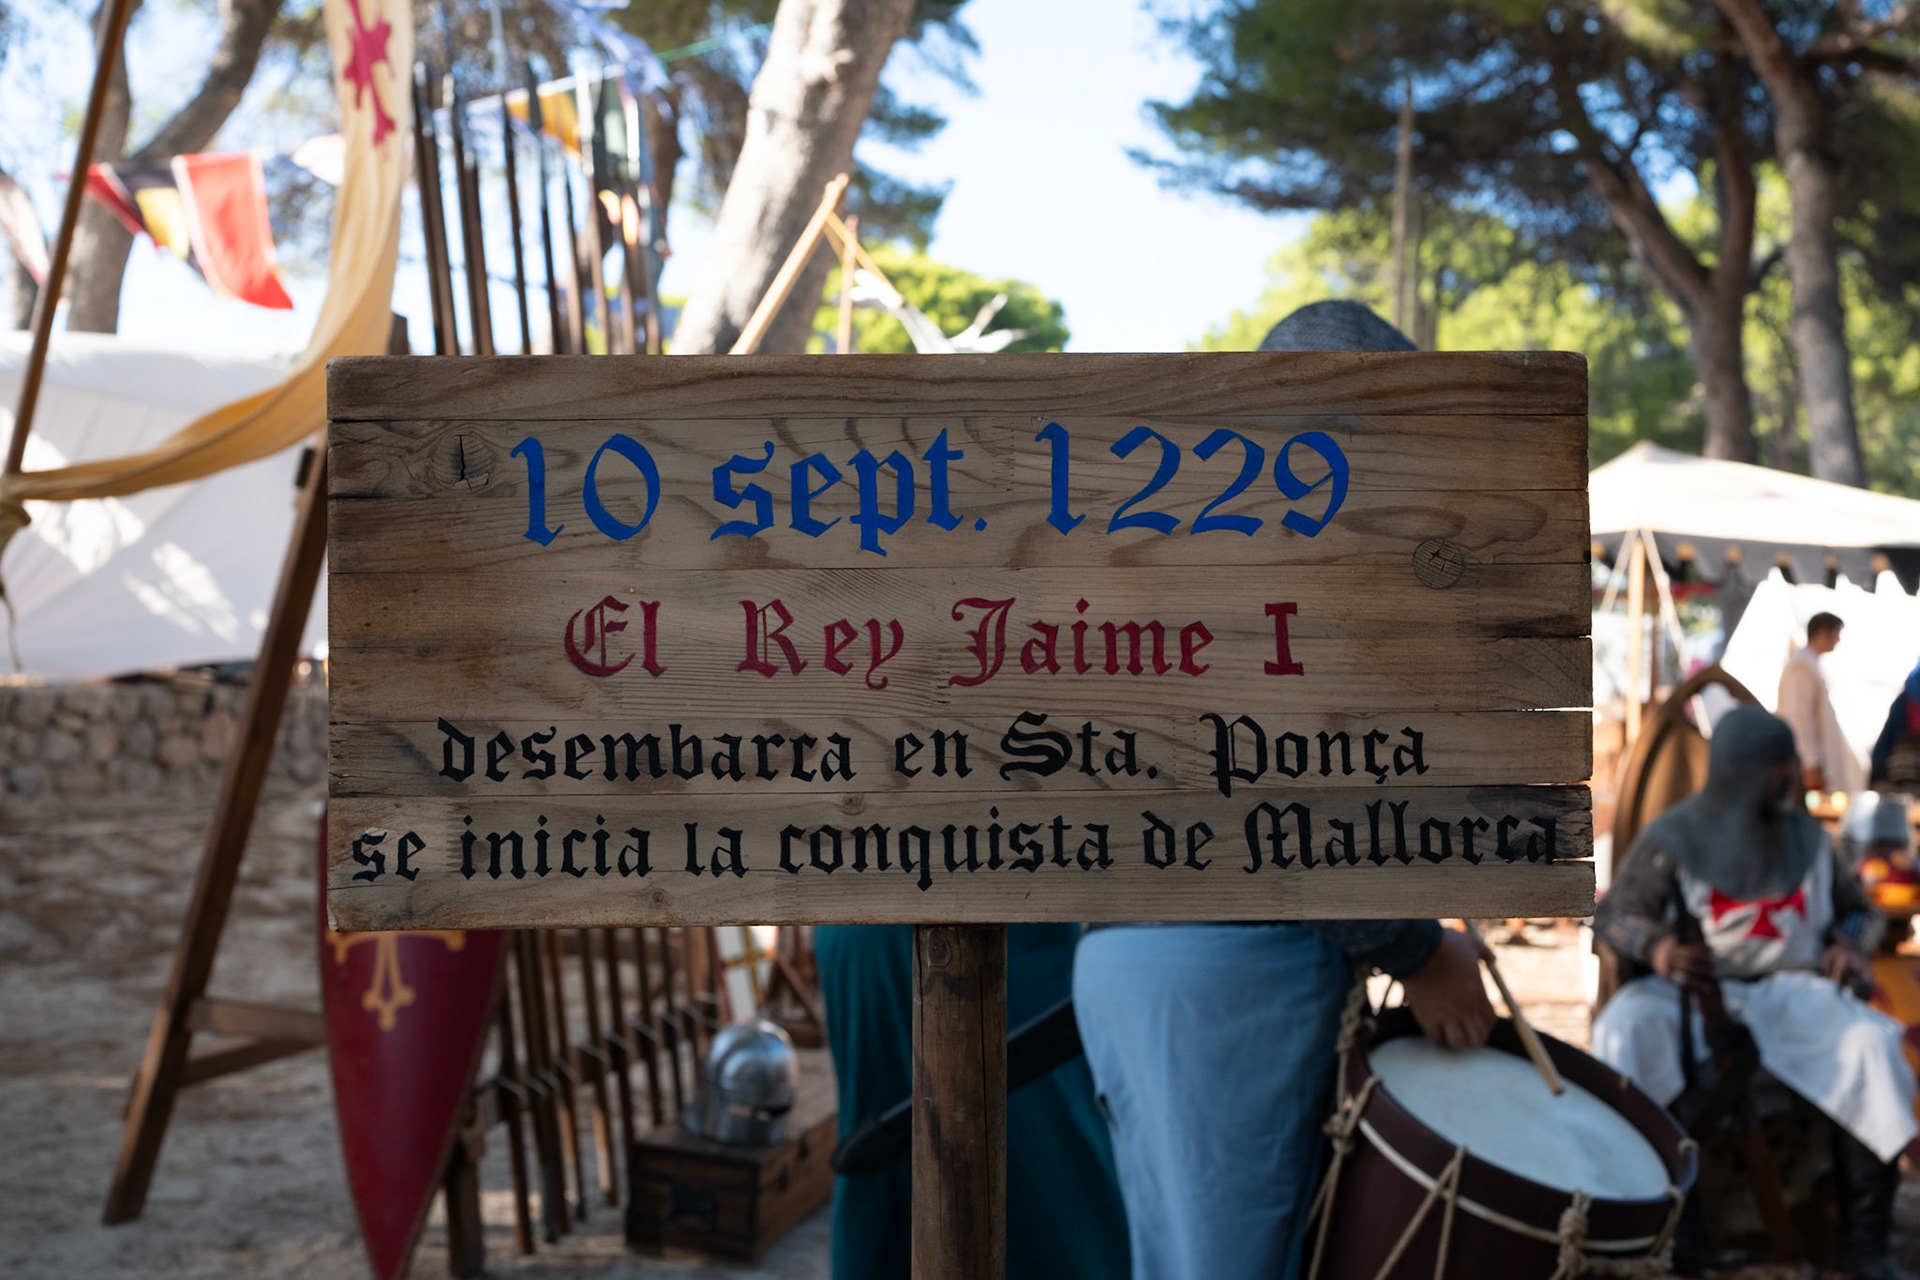 10 sept. 1229
El Rey Jaime I
desembarca en Sta. Ponça
se inicia la conquista de Mallorca